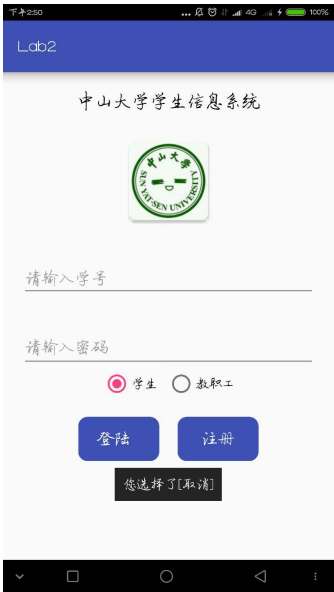 下午2:50 ... 4G 100%
Lab2
中山大学学生信息系统
中山大学
SUN YAT-SEN UNIVERSITY
请输入学号
请输入密码
学生 教职工
登陆 注册
您选择了[取消]